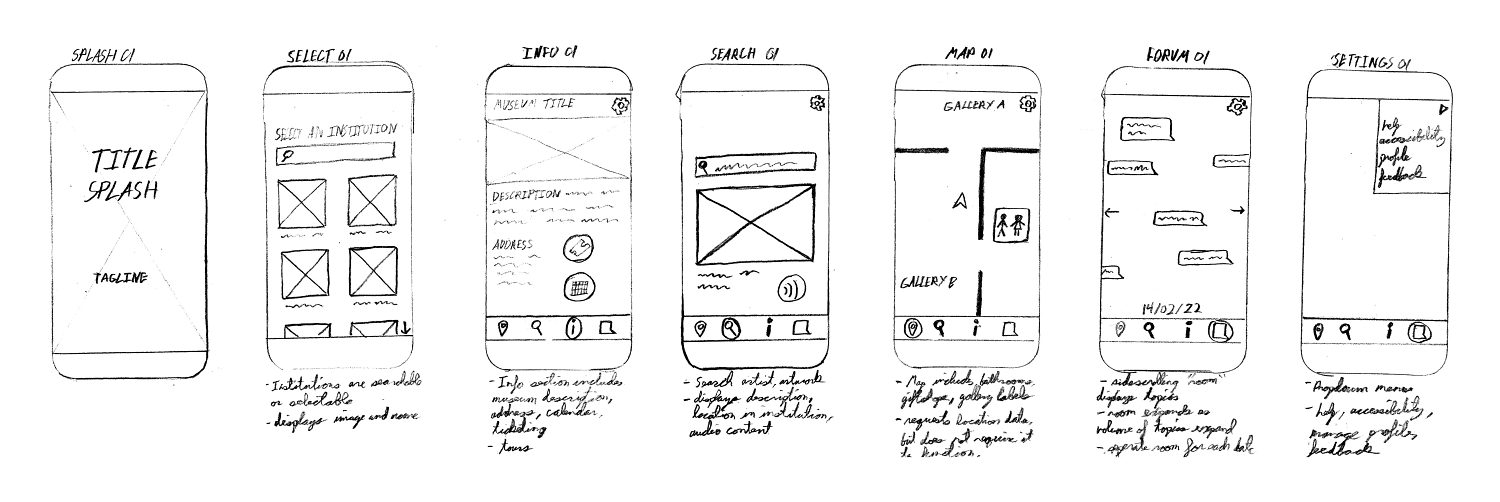 SPLASH 01
TITLE
SPLASH
TAGLINE
SELECT 01
SELECT AN INSTITUTION
- Institutions are searchable
or selectable
- displays image and name
INFO 01
MUSEUM TITLE
DESCRIPTION
ADDRESS
i
- Info section includes
museum description,
address, calendar,
ticketing
- tours
SEARCH 01
i
- Search artist, artwork
- displays description,
location in institution,
audio content
MAP 01
GALLERY A
GALLERY B
i
- Map includes bathrooms,
giftshops, gallery labels
- requests location data,
but does not require it
to function.
FORUM 01
14/02/22
i
- sidescrolling "room"
displays topics
- room expands as
volume of topics expand
- seperate room for each date
SETTINGS 01
help
accessibility
profile
feedback
i
- Dropdown menu
- help, accessibility,
manage profiles,
feedback